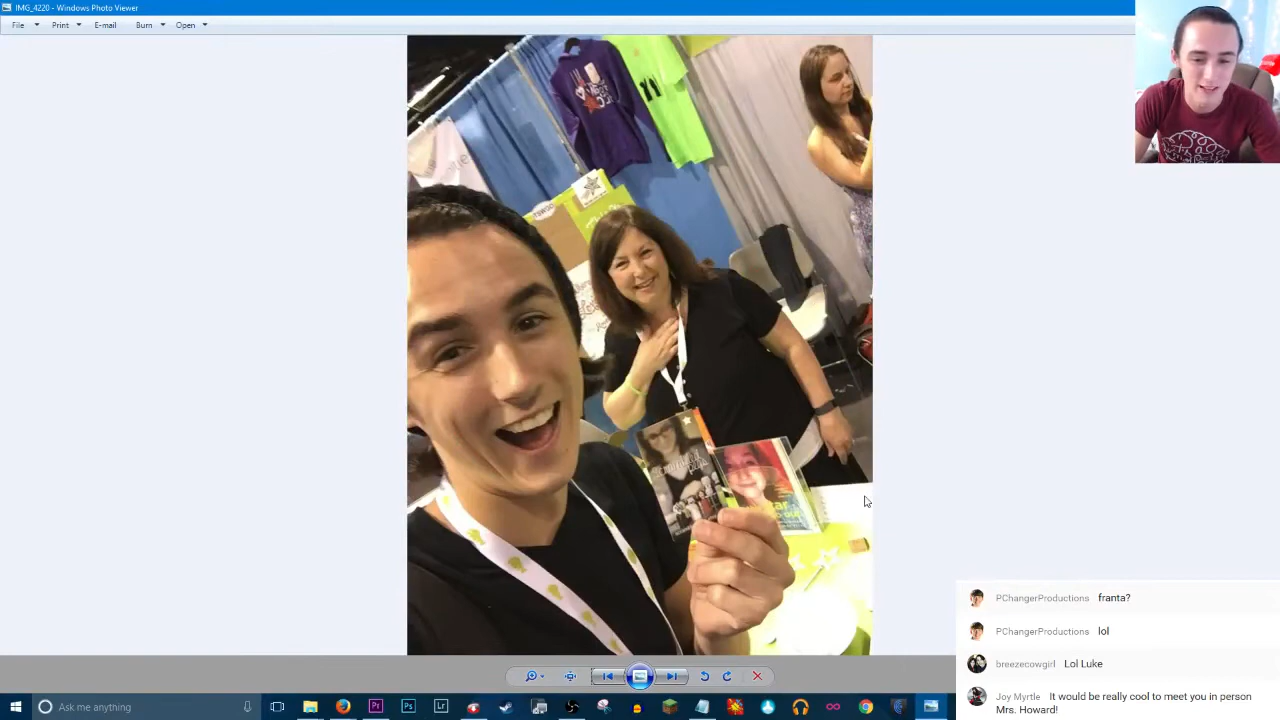 IMG_4220 - Windows Photo Viewer
File Print E-mail Burn Open
PChangerProductions franta?
PChangerProductions lol
breezecowgirl Lol Luke
Joy Myrtle It would be really cool to meet you in person
Mrs. Howard!
Ask me anything